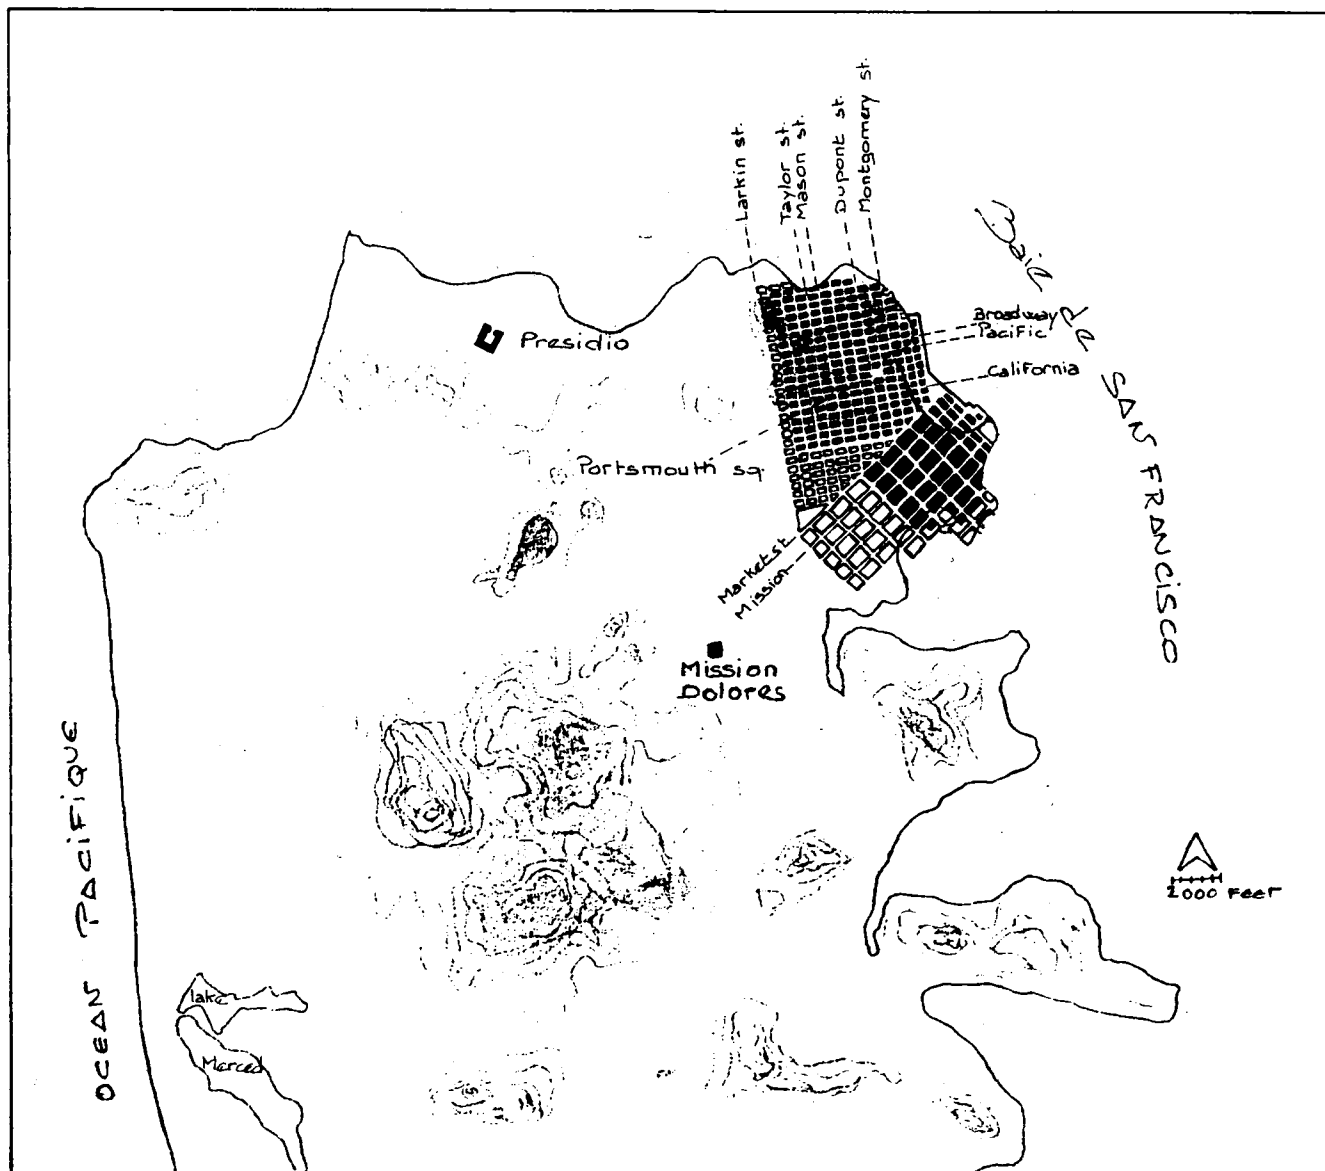 Larkin st.
Taylor st.
Mason st.
Dupont st.
Montgomery st.
Baie de SAN FRANCISCO
Broadway
Pacific
California
Presidio
Portsmouth sq.
Market st.
Mission
Mission
Dolores
OCEAN PACIFIQUE
2000 Feet
lake
Merced